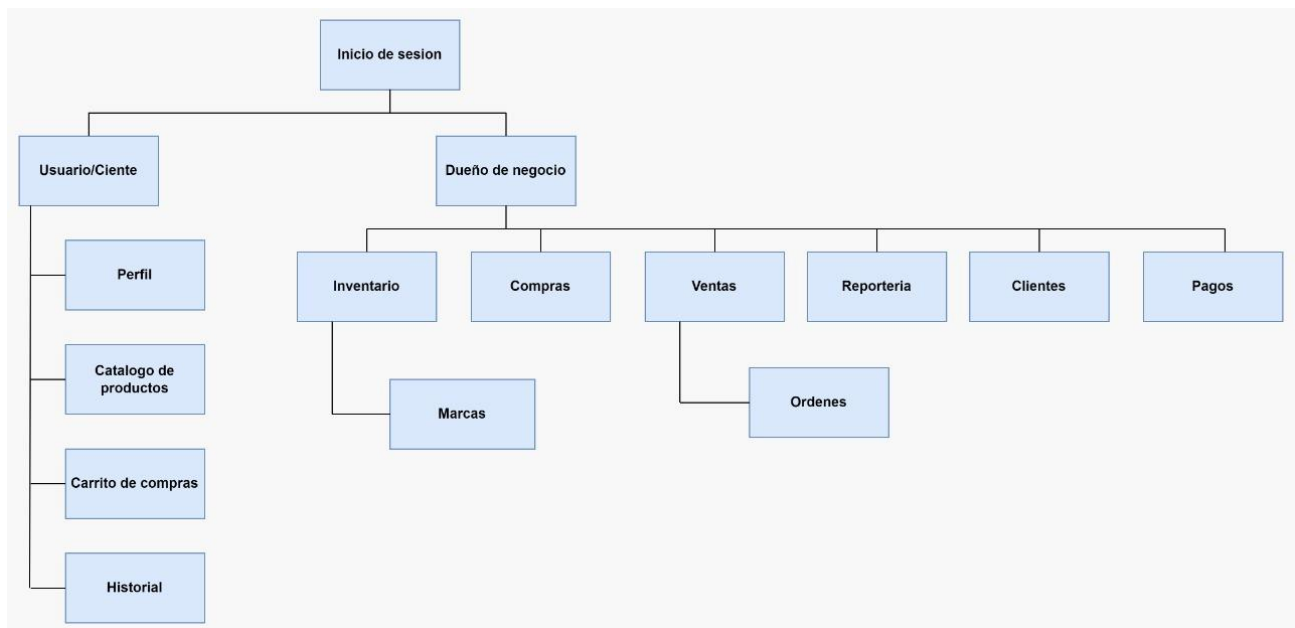 Inicio de sesion
Usuario/Ciente
Dueño de negocio
Perfil
Inventario
Compras
Ventas
Reporteria
Clientes
Pagos
Catalogo de
productos
Marcas
Ordenes
Carrito de compras
Historial